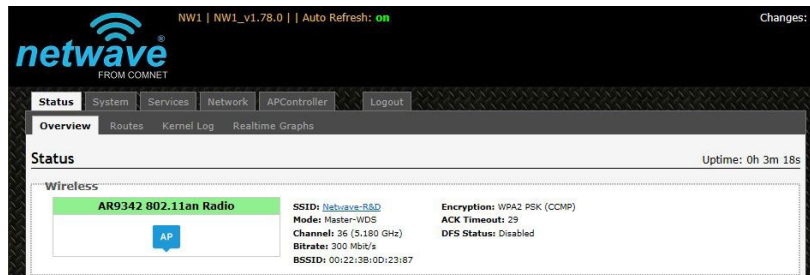 NW1 | NW1_v1.78.0 | | Auto Refresh: on
Changes:
netwave®
FROM COMNET
Status System Services Network APController Logout
Overview Routes Kernel Log Realtime Graphs
Status
Uptime: 0h 3m 18s
Wireless
AR9342 802.11an Radio
AP
SSID: Netwave-R&D
Mode: Master-WDS
Channel: 36 (5.180 GHz)
Bitrate: 300 Mbit/s
BSSID: 00:22:3B:0D:23:87
Encryption: WPA2 PSK (CCMP)
ACK Timeout: 29
DFS Status: Disabled